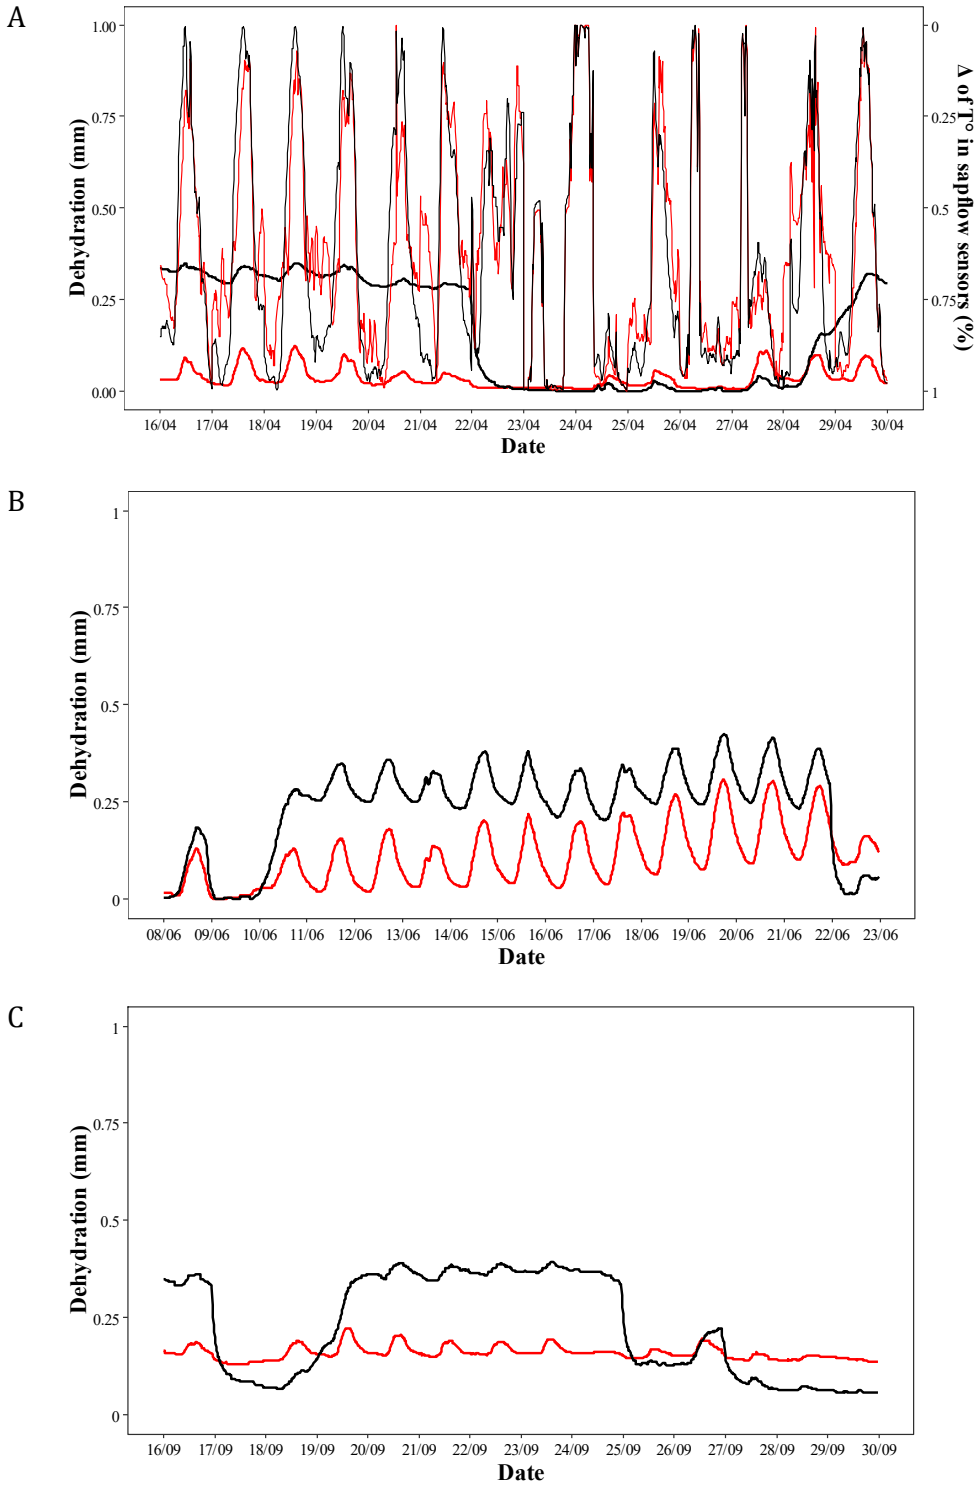 A
1.00
0.75
0.50
0.25
0.00
Dehydration (mm)
0
0.25
0.5
0.75
1
Δ of T° in sapflow sensors (%)
16/04 17/04 18/04 19/04 20/04 21/04 22/04 23/04 24/04 25/04 26/04 27/04 28/04 29/04 30/04
Date
B
1
0.75
0.5
0.25
0
Dehydration (mm)
08/06 09/06 10/06 11/06 12/06 13/06 14/06 15/06 16/06 17/06 18/06 19/06 20/06 21/06 22/06 23/06
Date
C
1
0.75
0.5
0.25
0
Dehydration (mm)
16/09 17/09 18/09 19/09 20/09 21/09 22/09 23/09 24/09 25/09 26/09 27/09 28/09 29/09 30/09
Date